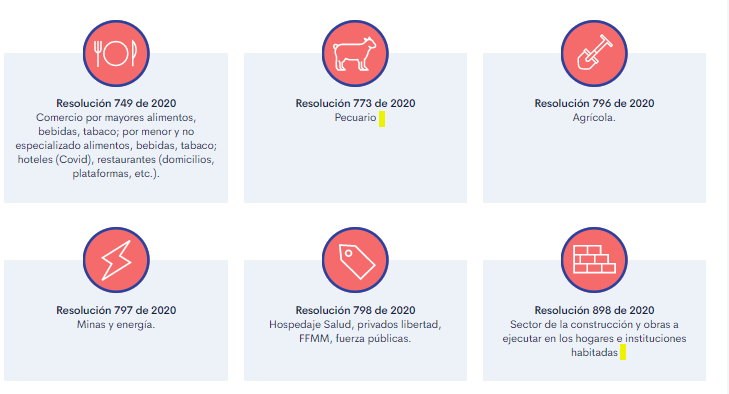 Resolución 749 de 2020
Comercio por mayores alimentos,
bebidas, tabaco; por menor y no
especializado alimentos, bebidas, tabaco;
hoteles (Covid), restaurantes (domicilios,
plataformas, etc.).
Resolución 773 de 2020
Pecuario
Resolución 796 de 2020
Agrícola.
Resolución 797 de 2020
Minas y energía.
Resolución 798 de 2020
Hospedaje Salud, privados libertad,
FFMM, fuerza públicas.
Resolución 898 de 2020
Sector de la construcción y obras a
ejecutar en los hogares e instituciones
habitadas